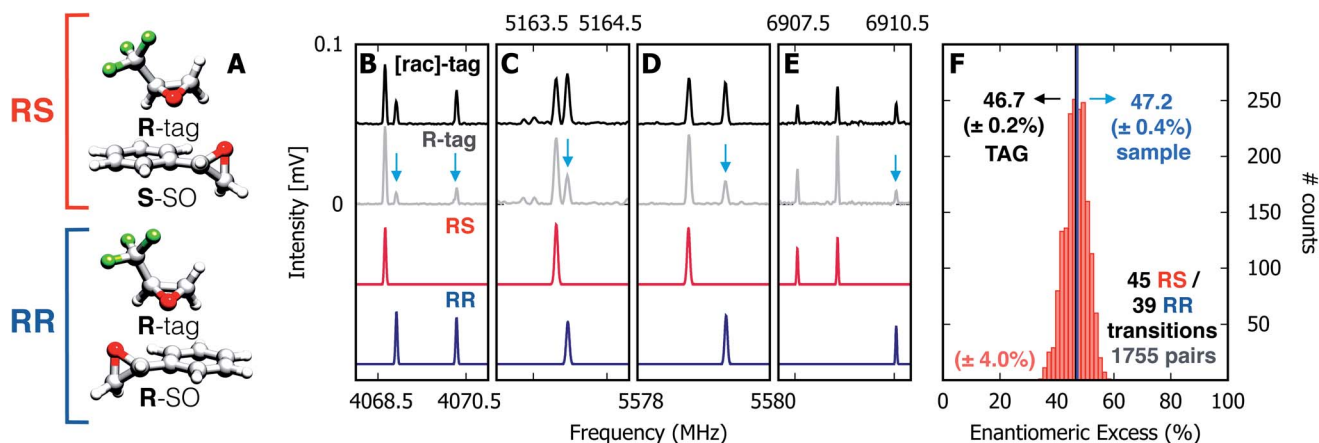 RS
A
R-tag
S-SO
RR
R-tag
R-SO
5163.5 5164.5
6907.5 6910.5
0.1
0
Intensity [mV]
B
[rac]-tag
R-tag
RS
RR
C
D
E
4068.5 4070.5
5578 5580
Frequency (MHz)
F
46.7
(± 0.2%)
TAG
47.2
(± 0.4%)
sample
45 RS /
39 RR
transitions
1755 pairs
(± 4.0%)
250
200
150
100
50
# counts
0 20 40 60 80 100
Enantiomeric Excess (%)